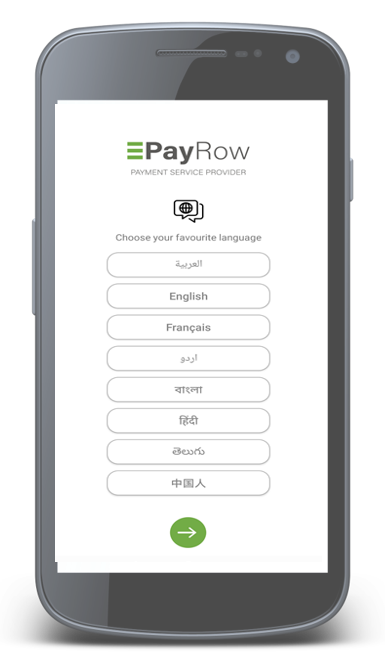 PayRow
PAYMENT SERVICE PROVIDER
Choose your favourite language
العربية
English
Français
اردو
বাংলা
हिंदी
తెలుగు
中国人